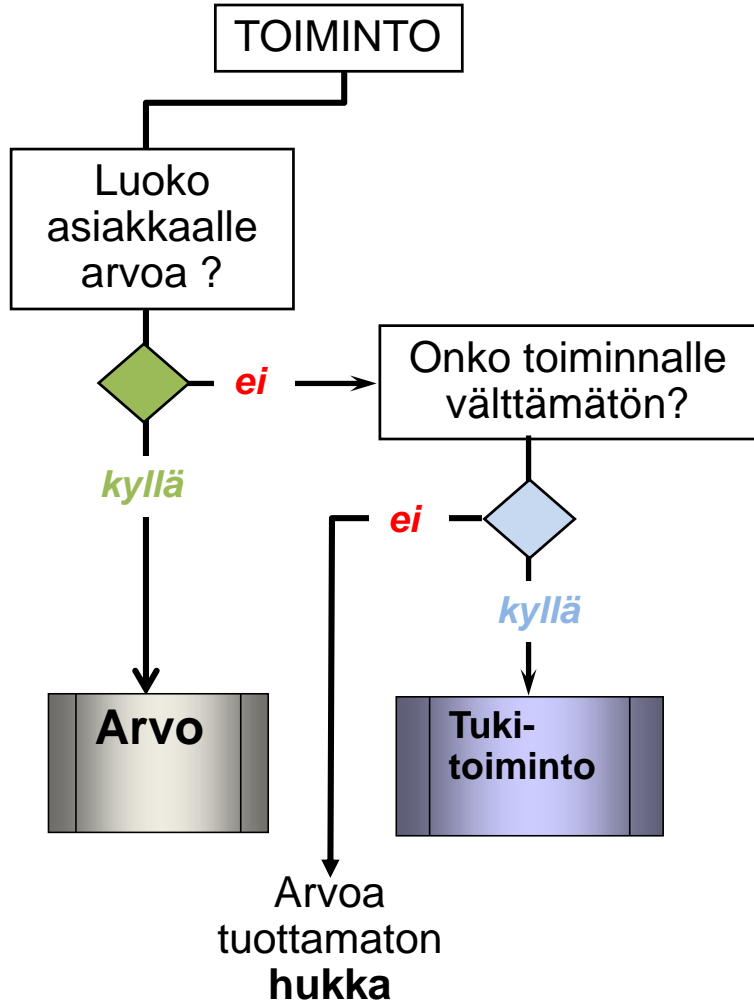 TOIMINTO
Luoko
asiakkaalle
arvoa ?
ei
Onko toiminnalle
välttämätön?
kyllä
ei
kyllä
Arvo
Tuki-
toiminto
Arvoa
tuottamaton
hukka